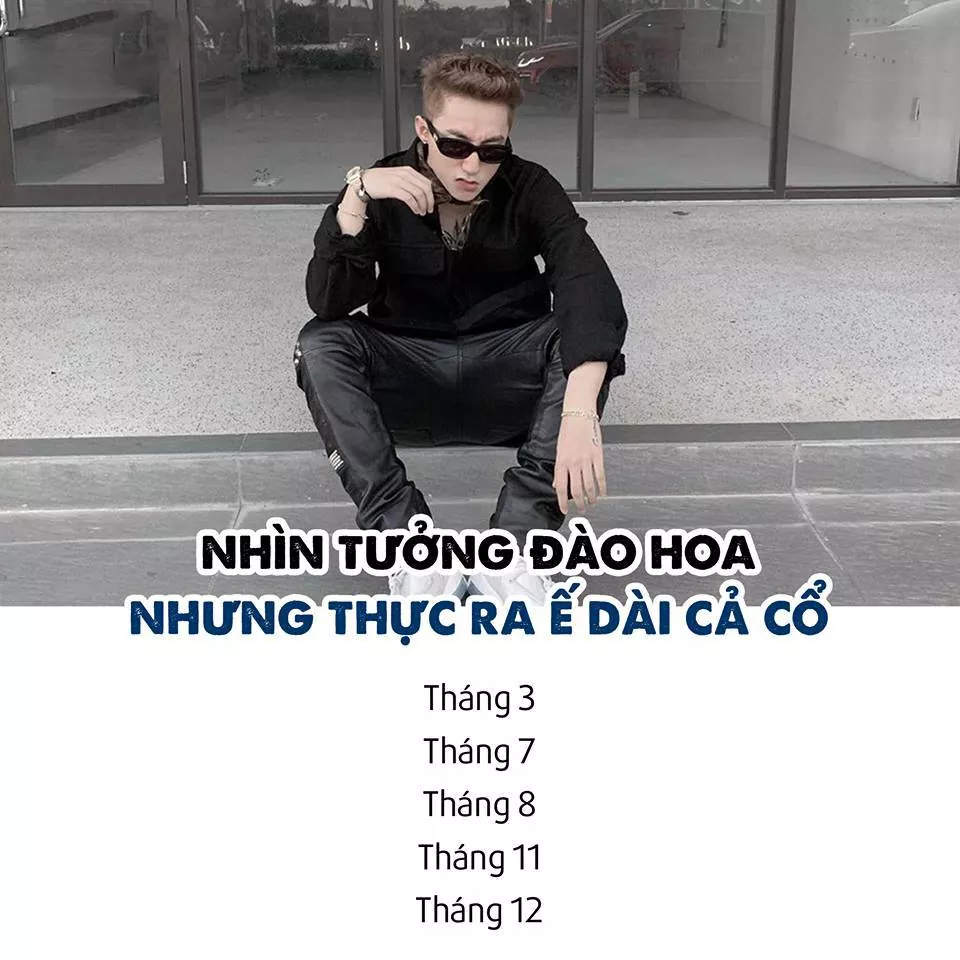 NHÌN TƯỞNG ĐÀO HOA
NHƯNG THỰC RA Ế DÀI CẢ CỔ
Tháng 3
Tháng 7
Tháng 8
Tháng 11
Tháng 12